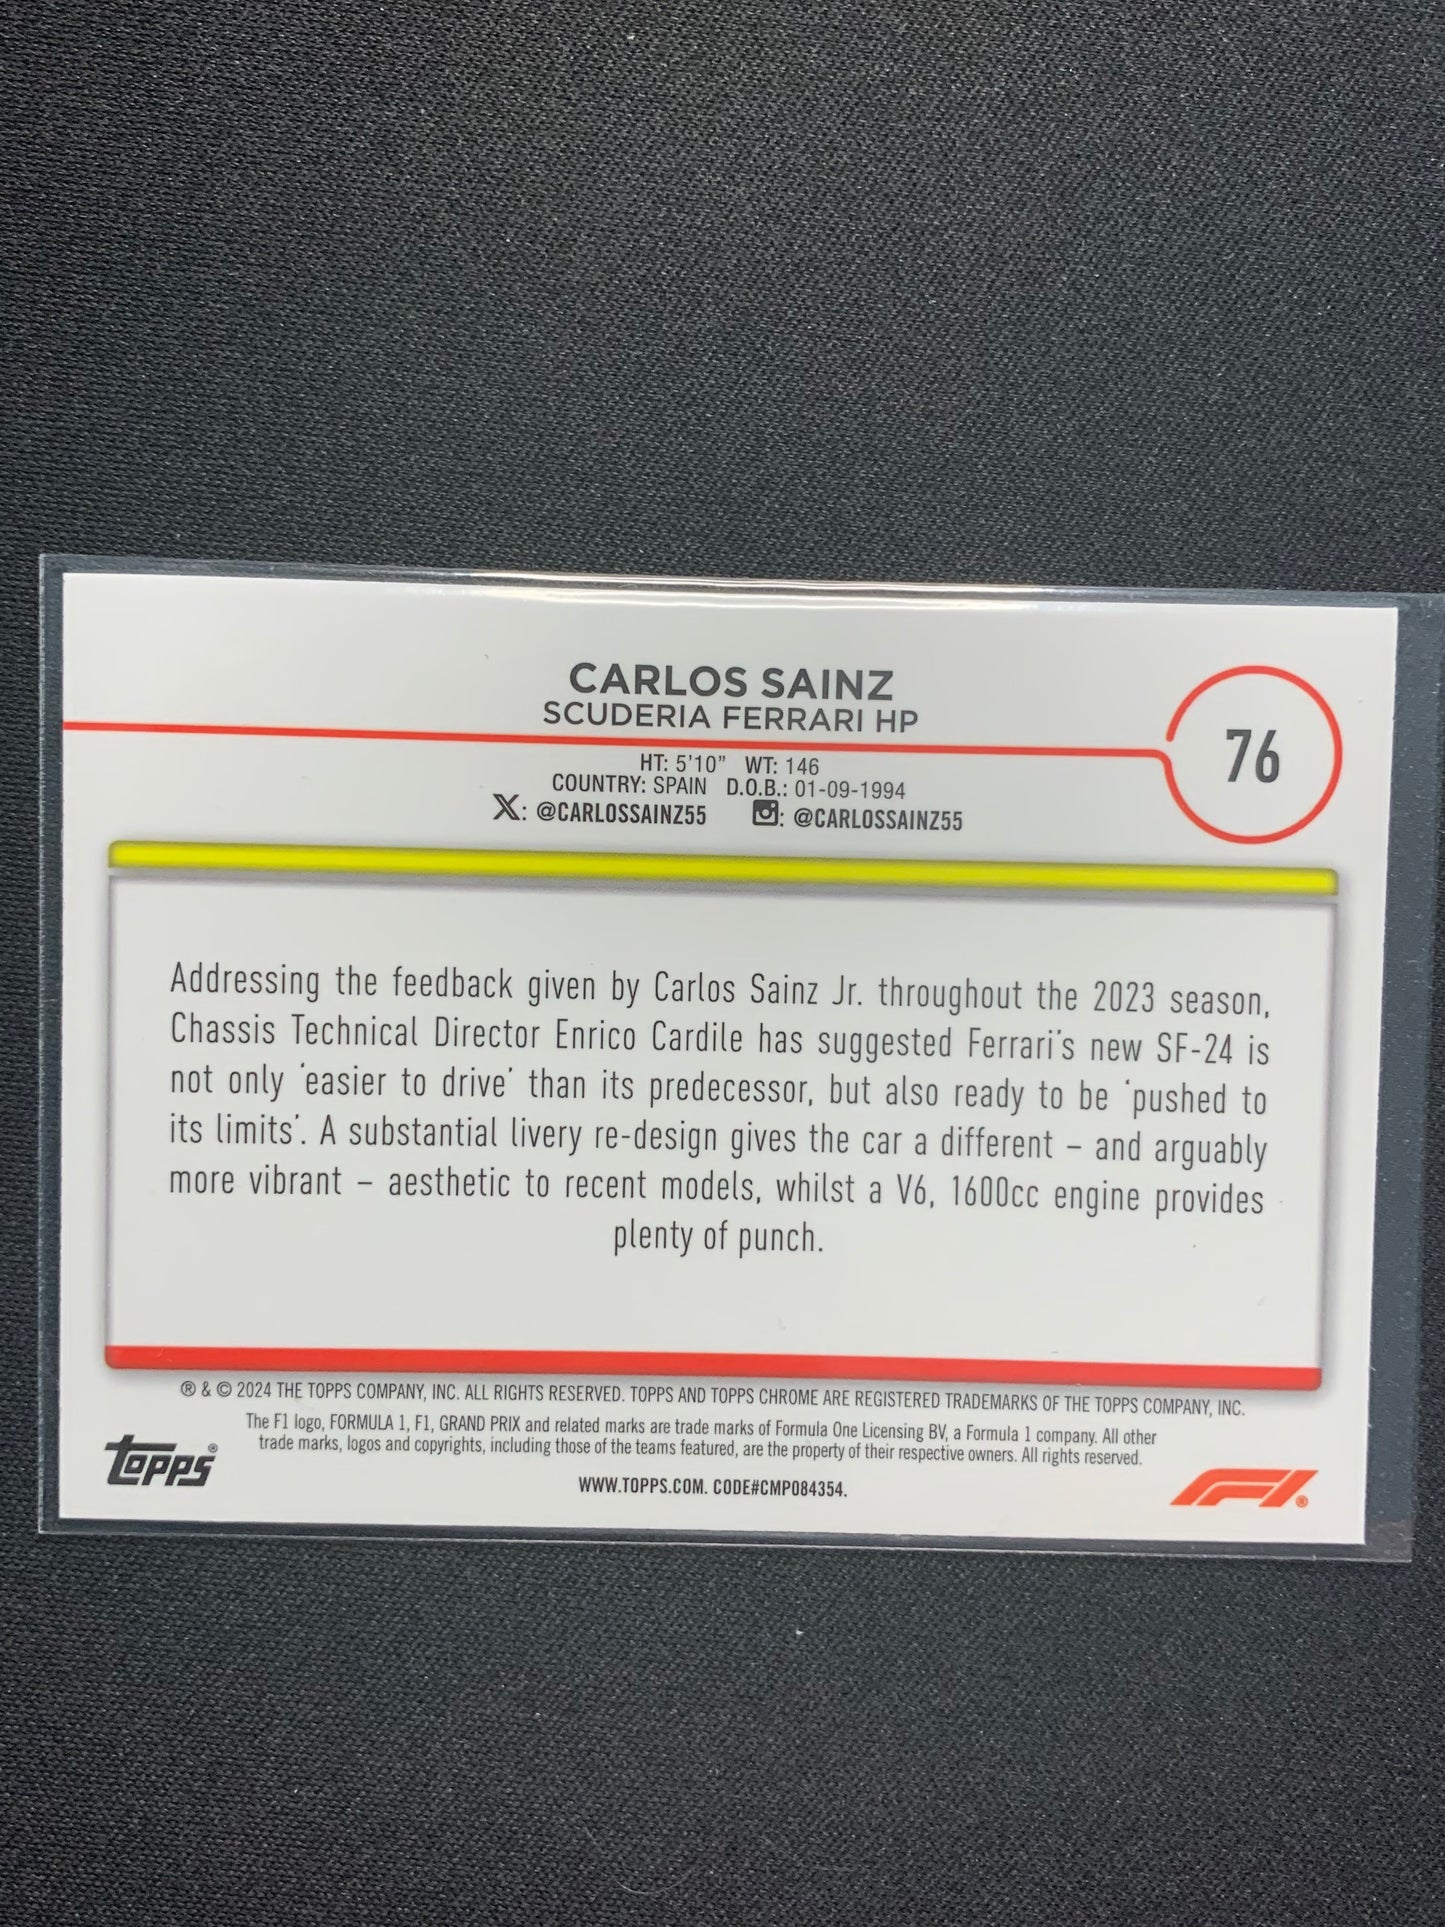 CARLOS SAINZ
SCUDERIA FERRARI HP
76
HT: 5'10" WT: 146
COUNTRY: SPAIN D.O.B.: 01-09-1994
X: @CARLOSSAINZ55 : @CARLOSSAINZ55
Addressing the feedback given by Carlos Sainz Jr. throughout the 2023 season,
Chassis Technical Director Enrico Cardile has suggested Ferrari's new SF-24 is
not only 'easier to drive' than its predecessor, but also ready to be 'pushed to
its limits'. A substantial livery re-design gives the car a different – and arguably
more vibrant – aesthetic to recent models, whilst a V6, 1600cc engine provides
plenty of punch.
® & © 2024 THE TOPPS COMPANY, INC. ALL RIGHTS RESERVED. TOPPS AND TOPPS CHROME ARE REGISTERED TRADEMARKS OF THE TOPPS COMPANY, INC.
The F1 logo, FORMULA 1, F1, GRAND PRIX and related marks are trade marks of Formula One Licensing BV, a Formula 1 company. All other
trade marks, logos and copyrights, including those of the teams featured, are the property of their respective owners. All rights reserved.
WWW.TOPPS.COM. CODE#CMP084354.
Topps®
F1®